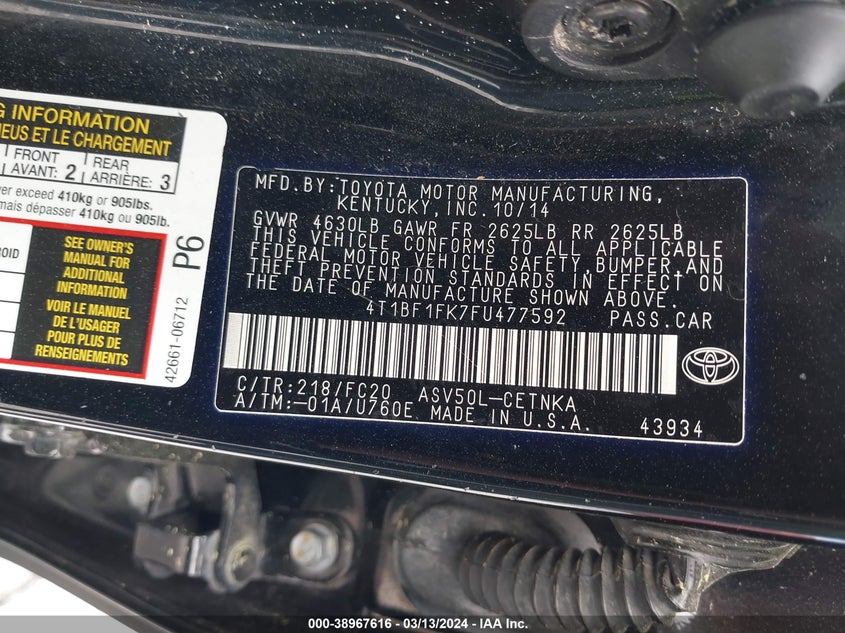 G INFORMATION
NEUS ET LE CHARGEMENT
FRONT
AVANT: 2
REAR
ARRIÈRE: 3
ver exceed 410kg or 905lbs.
mais dépasser 410kg ou 905lb.
SEE OWNER'S
MANUAL FOR
ADDITIONAL
INFORMATION
VOIR LE MANUEL
DE L'USAGER
POUR PLUS DE
RENSEIGNEMENTS
P6
42661-06712
MFD.BY:TOYOTA MOTOR MANUFACTURING,
KENTUCKY, INC.10/14
GVWR 4630LB GAWR FR 2625LB RR 2625LB
THIS VEHICLE CONFORMS TO ALL APPLICABLE
FEDERAL MOTOR VEHICLE SAFETY,BUMPER,AND
THEFT PREVENTION STANDARDS IN EFFECT ON
THE DATE OF MANUFACTURE SHOWN ABOVE.
4T1BF1FK7FU477592 PASS.CAR
C/TR:218/FC20 ASV50L-CETNKA
A/TM:-01A/U760E MADE IN U.S.A.
43934
000-38967616 - 03/13/2024 - IAA Inc.